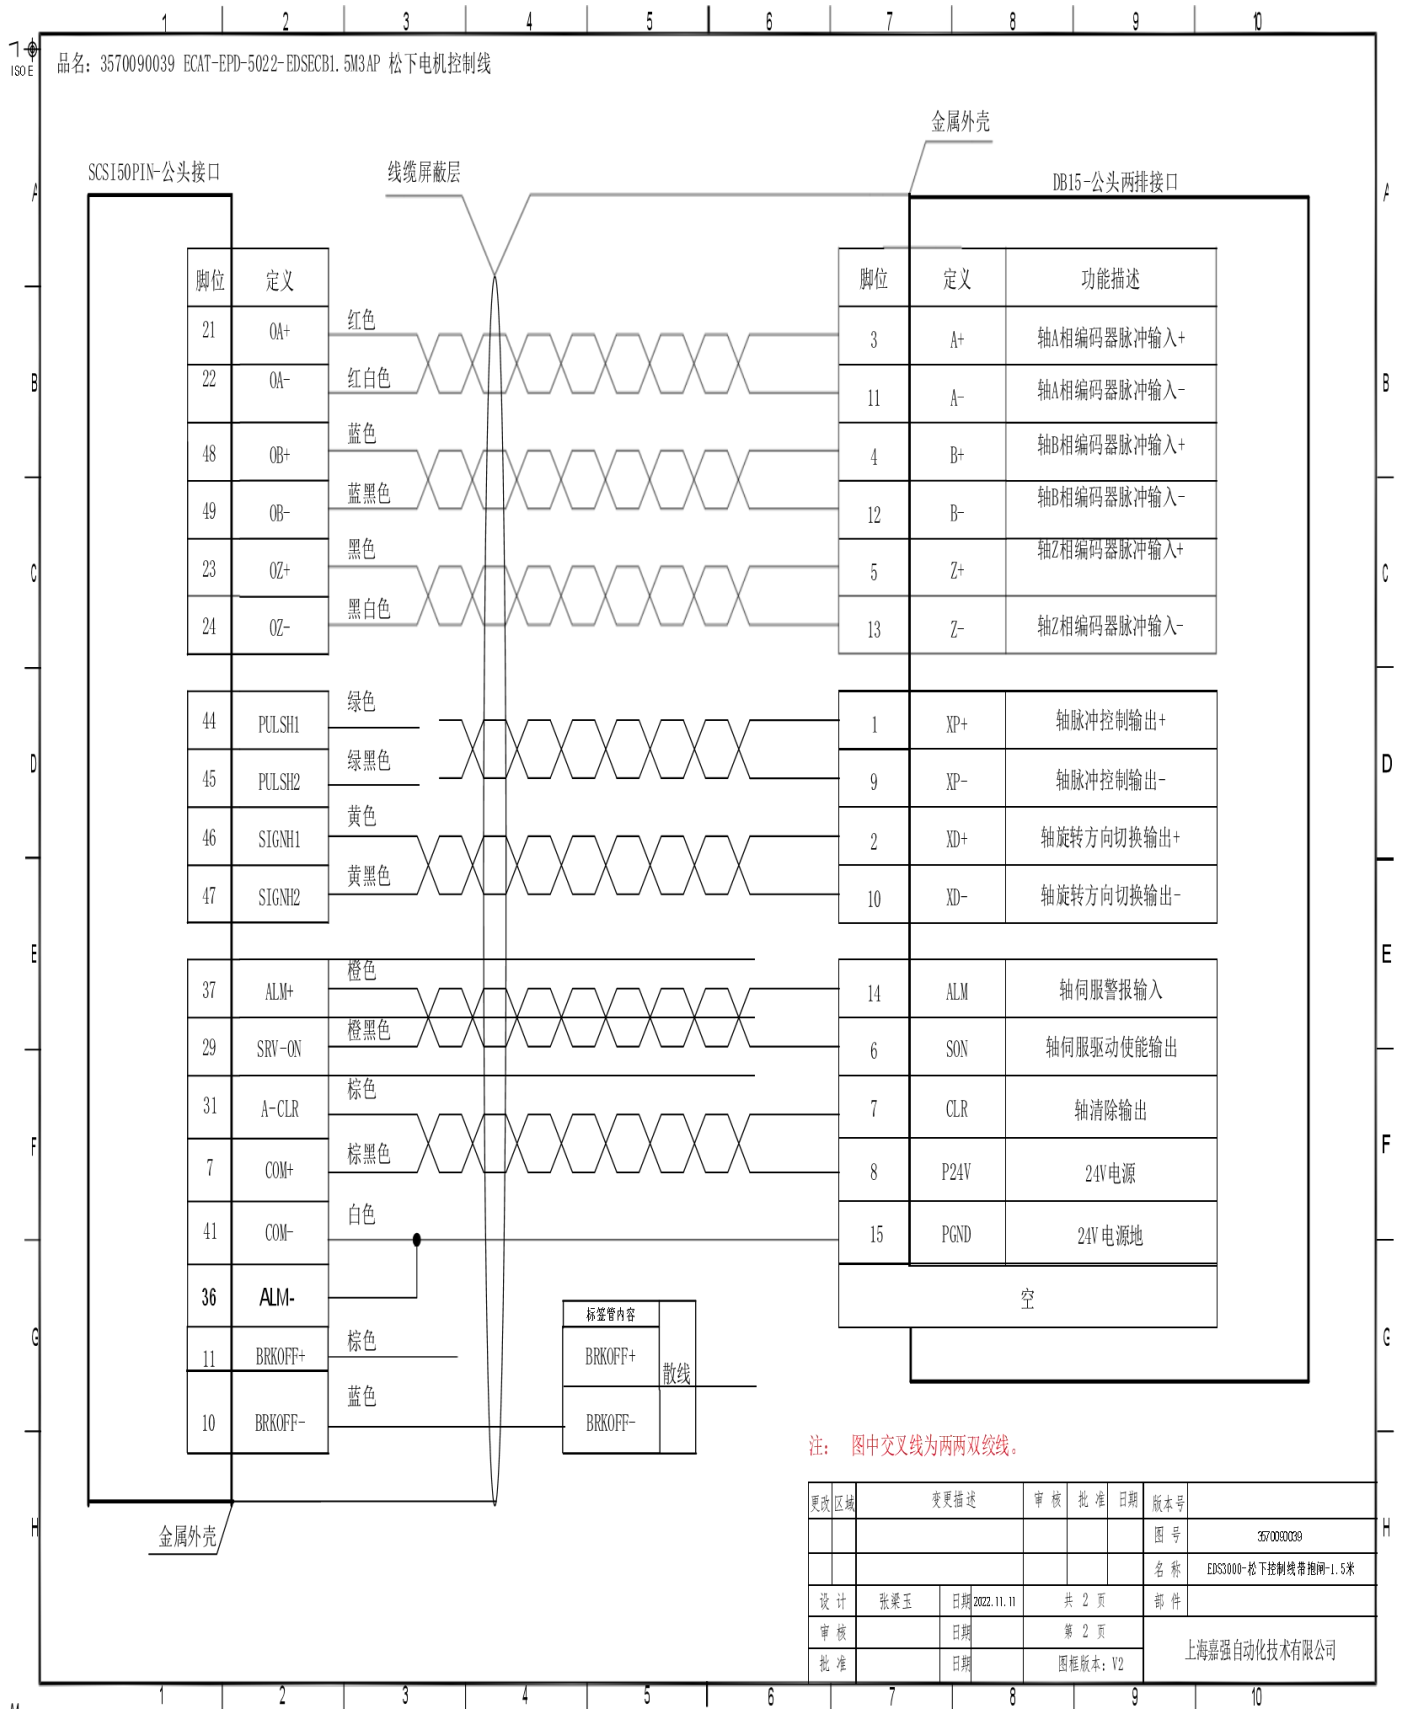 1 2 3 4 5 6 7 8 9 10
ISO E
品名: 3570090039 ECAT-EPD-5022-EDSECB1.5M3AP 松下电机控制线
金属外壳
SCSI50PIN-公头接口
线缆屏蔽层
DB15-公头两排接口
A A
脚位 定义
脚位 定义 功能描述
21 OA+ 红色 3 A+ 轴A相编码器脉冲输入+
B B
22 OA- 红白色 11 A- 轴A相编码器脉冲输入-
48 OB+ 蓝色 4 B+ 轴B相编码器脉冲输入+
49 OB- 蓝黑色 12 B- 轴B相编码器脉冲输入-
C C
23 OZ+ 黑色 5 Z+ 轴Z相编码器脉冲输入+
24 OZ- 黑白色 13 Z- 轴Z相编码器脉冲输入-
44 PULSH1 绿色 1 XP+ 轴脉冲控制输出+
D D
45 PULSH2 绿黑色 9 XP- 轴脉冲控制输出-
46 SIGNH1 黄色 2 XD+ 轴旋转方向切换输出+
47 SIGNH2 黄黑色 10 XD- 轴旋转方向切换输出-
E E
37 ALM+ 橙色 14 ALM 轴伺服警报输入
29 SRV-ON 橙黑色 6 SON 轴伺服驱动使能输出
31 A-CLR 棕色 7 CLR 轴清除输出
F F
7 COM+ 棕黑色 8 P24V 24V电源
41 COM- 白色 15 PGND 24V电源地
36 ALM- 空
G G
标签管内容
11 BRKOFF+ 棕色 BRKOFF+
散线
10 BRKOFF- 蓝色 BRKOFF-
注: 图中交叉线为两两双绞线。
H H
金属外壳
更改 区域 变更描述 审核 批准 日期 版本号
图号 3570090039
名称 EDS3000-松下控制线带抱闸-1.5米
设计 张梁玉 日期 2022.11.11 共 2 页 部件
审核 日期 第 2 页
上海嘉强自动化技术有限公司
批准 日期 图框版本: V2
1 2 3 4 5 6 7 8 9 10